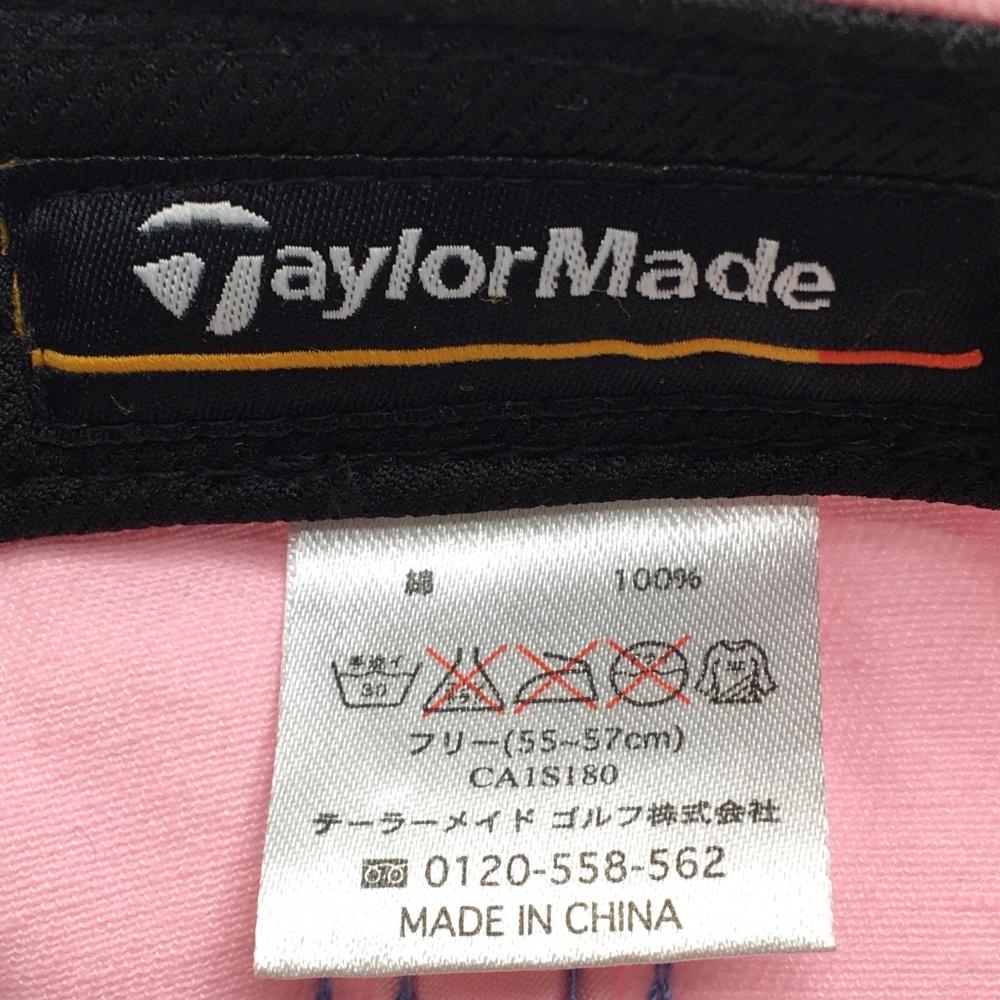 TaylorMade
綿 100%
手洗イ
30
フリー(55~57cm)
CA1S180
テーラーメイド ゴルフ株式会社
0120-558-562
MADE IN CHINA